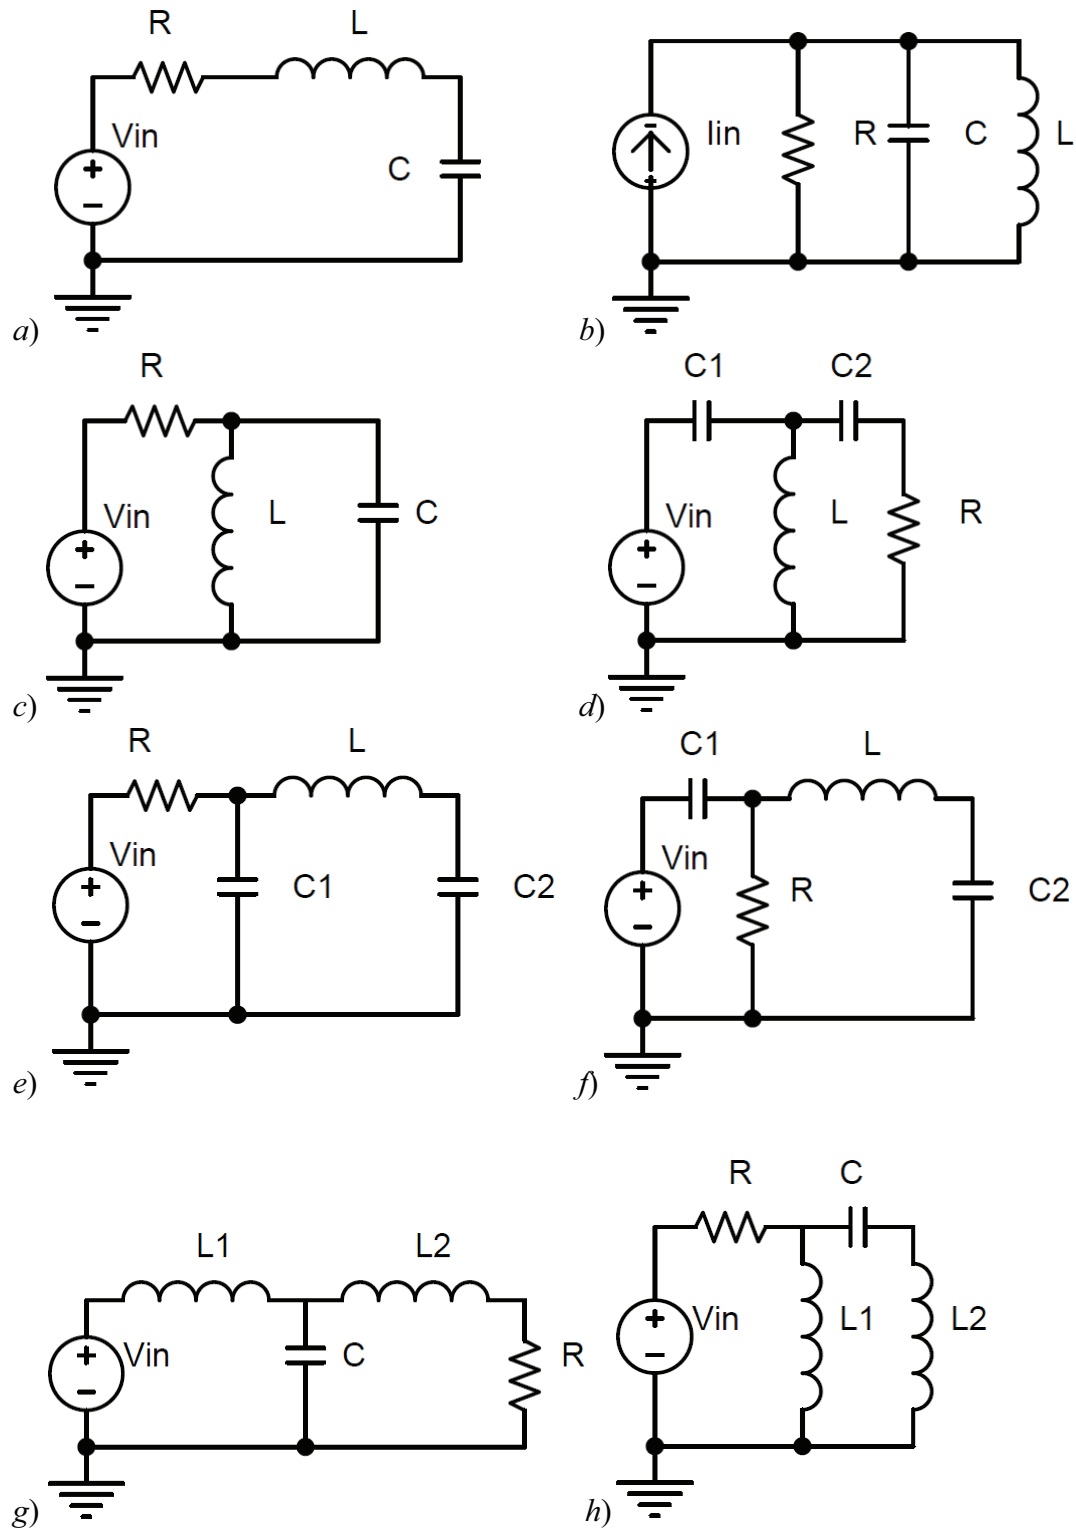 R L
Vin
C
a)
Iin R C L
b)
R
Vin L C
c)
C1 C2
Vin L R
d)
R L
Vin
C1 C2
e)
C1 L
Vin
R C2
f)
L1 L2
Vin C R
g)
R C
Vin L1 L2
h)